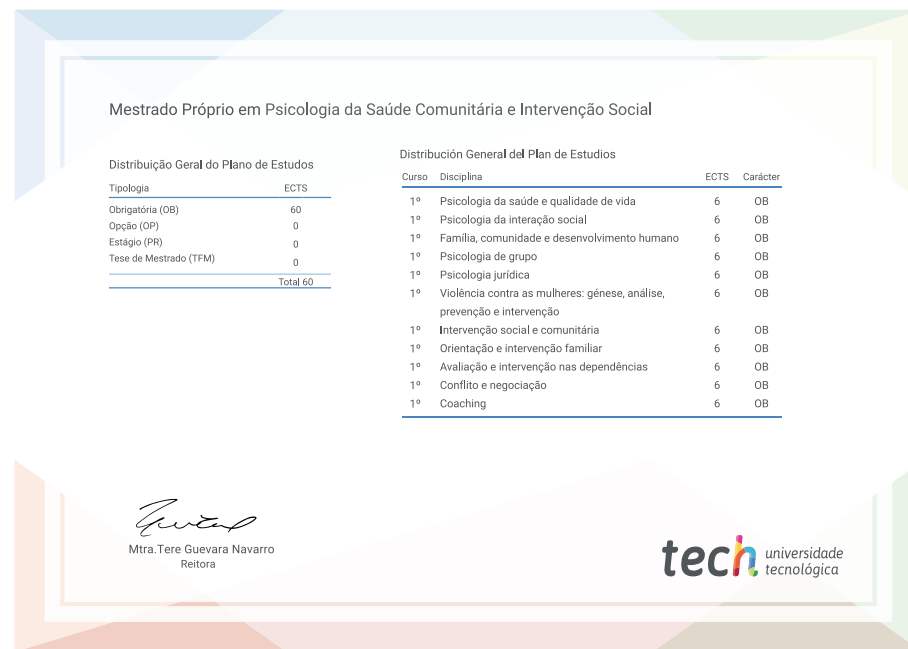 Mestrado Próprio em Psicologia da Saúde Comunitária e Intervenção Social
Distribuição Geral do Plano de Estudos
Tipologia ECTS
Obrigatória (OB) 60
Opção (OP) 0
Estágio (PR) 0
Tese de Mestrado (TFM) 0
Total 60
Distribución General del Plan de Estudios
Curso Disciplina ECTS Carácter
1º Psicologia da saúde e qualidade de vida 6 OB
1º Psicologia da interação social 6 OB
1º Família, comunidade e desenvolvimento humano 6 OB
1º Psicologia de grupo 6 OB
1º Psicologia jurídica 6 OB
1º Violência contra as mulheres: génese, análise, 6 OB
prevenção e intervenção
1º Intervenção social e comunitária 6 OB
1º Orientação e intervenção familiar 6 OB
1º Avaliação e intervenção nas dependências 6 OB
1º Conflito e negociação 6 OB
1º Coaching 6 OB
Mtra.Tere Guevara Navarro
Reitora
tech universidade
tecnológica